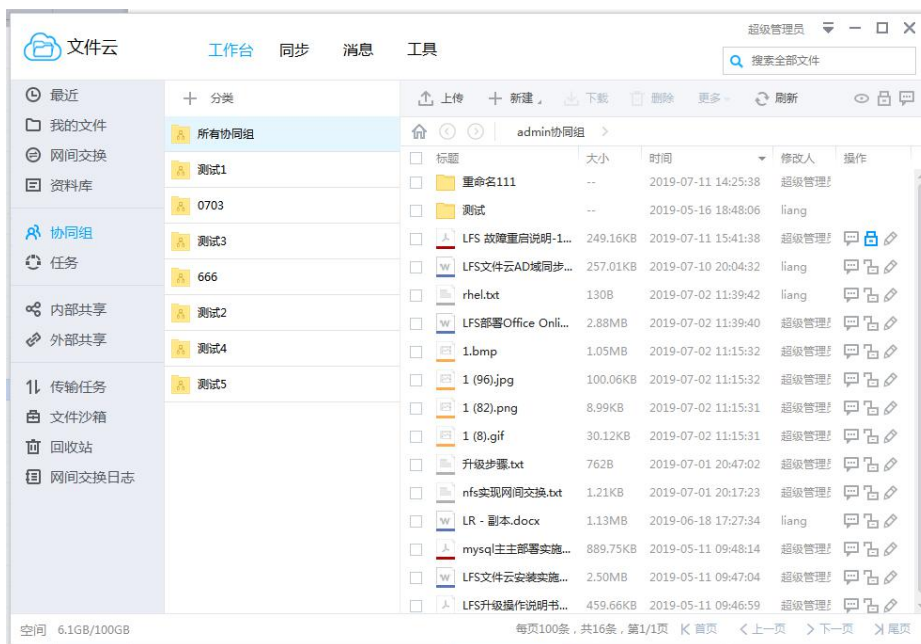 超级管理员
文件云
工作台 同步 消息 工具
搜索全部文件
最近
我的文件
网间交换
资料库
协同组
任务
内部共享
外部共享
传输任务
文件沙箱
回收站
网间交换日志
分类
所有协同组
测试1
0703
测试3
666
测试2
测试4
测试5
上传 新建 下载 删除 更多 刷新
admin协同组
标题 大小 时间 修改人 操作
重命名111 -- 2019-07-11 14:25:38 超级管理员
测试 -- 2019-05-16 18:48:06 liang
LFS 故障重启说明-1... 249.16KB 2019-07-11 15:41:38 超级管理员
LFS文件云AD域同步... 257.01KB 2019-07-10 20:04:32 liang
rhel.txt 130B 2019-07-02 11:39:42 liang
LFS部署Office Onli... 2.88MB 2019-07-02 11:39:40 超级管理员
1.bmp 1.05MB 2019-07-02 11:15:32 超级管理员
1 (96).jpg 100.06KB 2019-07-02 11:15:32 超级管理员
1 (82).png 8.99KB 2019-07-02 11:15:31 超级管理员
1 (8).gif 30.12KB 2019-07-02 11:15:31 超级管理员
升级步骤.txt 762B 2019-07-01 20:47:02 超级管理员
nfs实现网间交换.txt 1.21KB 2019-07-01 20:17:23 超级管理员
LR - 副本.docx 1.13MB 2019-06-18 17:27:34 liang
mysql主主部署实施... 889.75KB 2019-05-11 09:48:14 超级管理员
LFS文件云安装实施... 2.50MB 2019-05-11 09:47:04 超级管理员
LFS升级操作说明书... 459.66KB 2019-05-11 09:46:59 超级管理员
空间 6.1GB/100GB
每页100条，共16条，第1/1页 首页 上一页 下一页 尾页